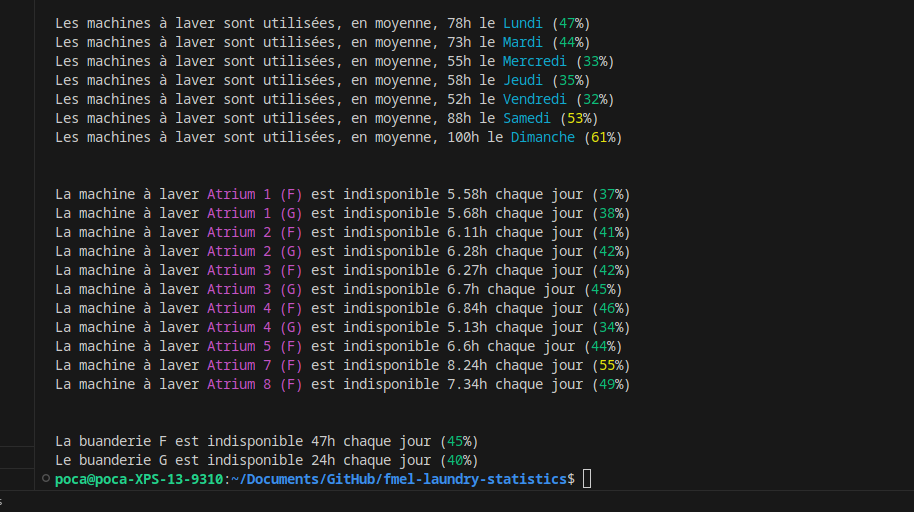 Les machines à laver sont utilisées, en moyenne, 78h le Lundi (47%)
Les machines à laver sont utilisées, en moyenne, 73h le Mardi (44%)
Les machines à laver sont utilisées, en moyenne, 55h le Mercredi (33%)
Les machines à laver sont utilisées, en moyenne, 58h le Jeudi (35%)
Les machines à laver sont utilisées, en moyenne, 52h le Vendredi (32%)
Les machines à laver sont utilisées, en moyenne, 88h le Samedi (53%)
Les machines à laver sont utilisées, en moyenne, 100h le Dimanche (61%)
La machine à laver Atrium 1 (F) est indisponible 5.58h chaque jour (37%)
La machine à laver Atrium 1 (G) est indisponible 5.68h chaque jour (38%)
La machine à laver Atrium 2 (F) est indisponible 6.11h chaque jour (41%)
La machine à laver Atrium 2 (G) est indisponible 6.28h chaque jour (42%)
La machine à laver Atrium 3 (F) est indisponible 6.27h chaque jour (42%)
La machine à laver Atrium 3 (G) est indisponible 6.7h chaque jour (45%)
La machine à laver Atrium 4 (F) est indisponible 6.84h chaque jour (46%)
La machine à laver Atrium 4 (G) est indisponible 5.13h chaque jour (34%)
La machine à laver Atrium 5 (F) est indisponible 6.6h chaque jour (44%)
La machine à laver Atrium 7 (F) est indisponible 8.24h chaque jour (55%)
La machine à laver Atrium 8 (F) est indisponible 7.34h chaque jour (49%)
La buanderie F est indisponible 47h chaque jour (45%)
Le buanderie G est indisponible 24h chaque jour (40%)
poca@poca-XPS-13-9310:~/Documents/GitHub/fmel-laundry-statistics$